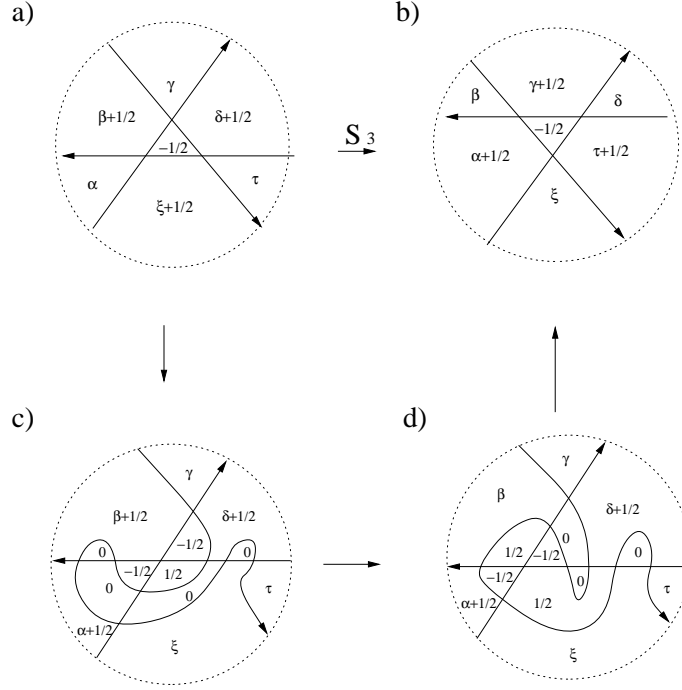 a)
b)
γ
β+1/2
δ+1/2
−1/2
α
τ
ξ+1/2
S 3
γ+1/2
β
δ
−1/2
α+1/2
τ+1/2
ξ
c)
d)
γ
β+1/2
δ+1/2
−1/2
0
0
−1/2
1/2
0
0
τ
α+1/2
ξ
γ
β
δ+1/2
0
1/2
−1/2
0
−1/2
0
τ
α+1/2
1/2
ξ